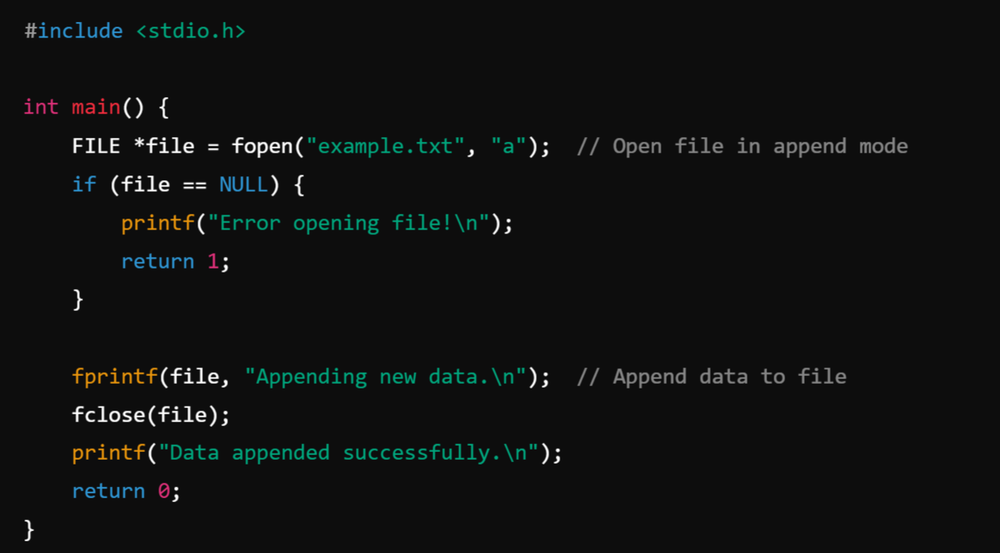 #include <stdio.h>
int main() {
    FILE *file = fopen("example.txt", "a");  // Open file in append mode
    if (file == NULL) {
        printf("Error opening file!\n");
        return 1;
    }
    fprintf(file, "Appending new data.\n");  // Append data to file
    fclose(file);
    printf("Data appended successfully.\n");
    return 0;
}